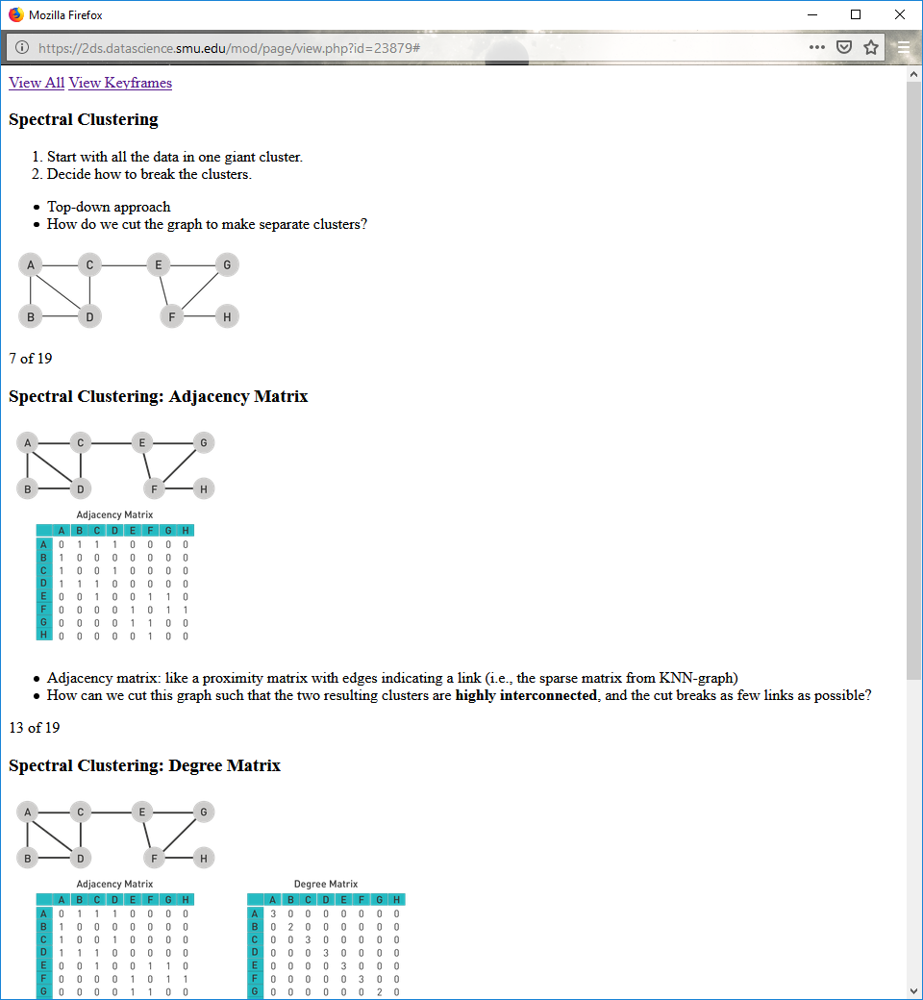 Mozilla Firefox
https://2ds.datascience.smu.edu/mod/page/view.php?id=23879#
View All View Keyframes
Spectral Clustering
1. Start with all the data in one giant cluster.
2. Decide how to break the clusters.
• Top-down approach
• How do we cut the graph to make separate clusters?
A C E G
B D F H
7 of 19
Spectral Clustering: Adjacency Matrix
A C E G
B D F H
Adjacency Matrix
A B C D E F G H
A 0 1 1 1 0 0 0 0
B 1 0 0 0 0 0 0 0
C 1 0 0 1 0 0 0 0
D 1 1 1 0 0 0 0 0
E 0 0 1 0 0 1 1 0
F 0 0 0 0 1 0 1 1
G 0 0 0 0 1 1 0 0
H 0 0 0 0 0 1 0 0
• Adjacency matrix: like a proximity matrix with edges indicating a link (i.e., the sparse matrix from KNN-graph)
• How can we cut this graph such that the two resulting clusters are highly interconnected, and the cut breaks as few links as possible?
13 of 19
Spectral Clustering: Degree Matrix
A C E G
B D F H
Adjacency Matrix Degree Matrix
A B C D E F G H A B C D E F G H
A 0 1 1 1 0 0 0 0 A 3 0 0 0 0 0 0 0
B 1 0 0 0 0 0 0 0 B 0 2 0 0 0 0 0 0
C 1 0 0 1 0 0 0 0 C 0 0 3 0 0 0 0 0
D 1 1 1 0 0 0 0 0 D 0 0 0 3 0 0 0 0
E 0 0 1 0 0 1 1 0 E 0 0 0 0 3 0 0 0
F 0 0 0 0 1 0 1 1 F 0 0 0 0 0 3 0 0
G 0 0 0 0 1 1 0 0 G 0 0 0 0 0 0 2 0